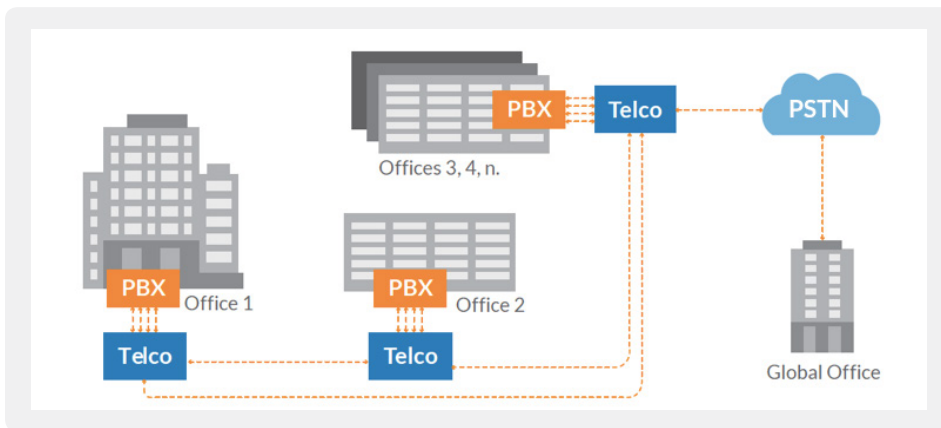 PBX
Telco
PSTN
Offices 3, 4, n.
PBX
Office 1
PBX
Office 2
Telco
Telco
Global Office